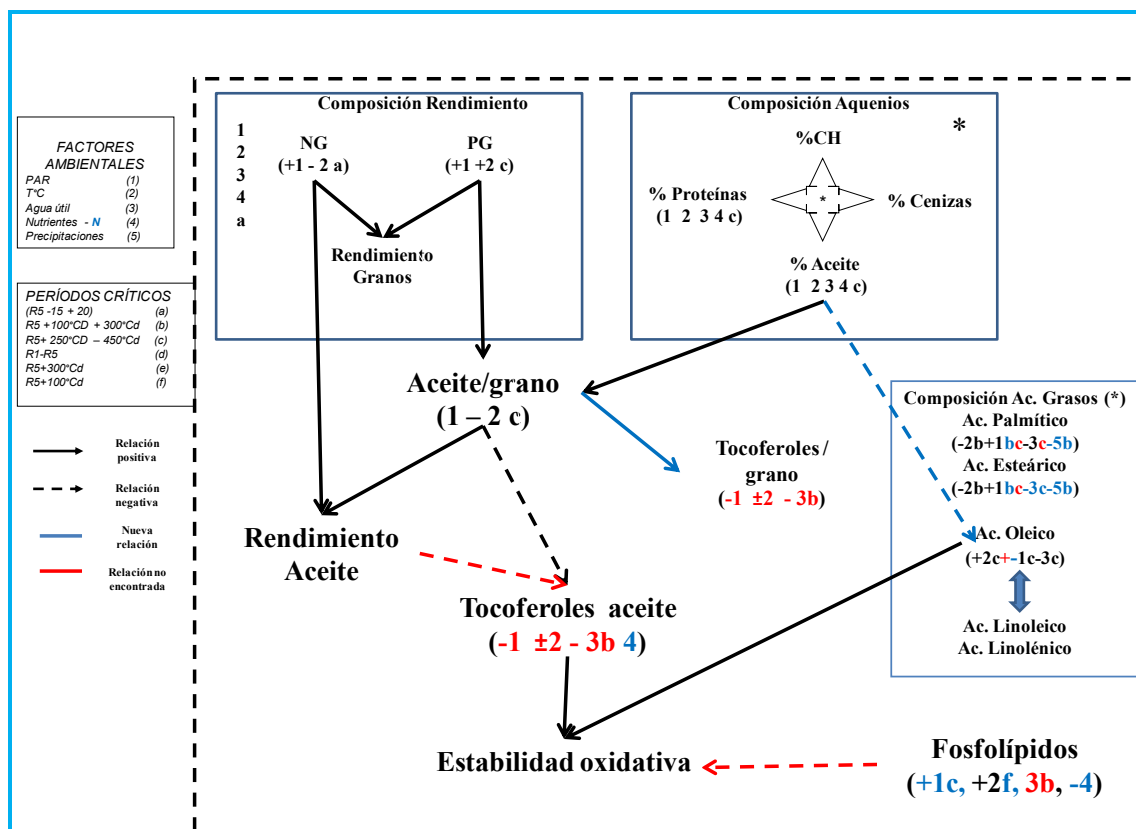 FACTORES
AMBIENTALES
PAR (1)
T°C (2)
Agua útil (3)
Nutrientes - N (4)
Precipitaciones (5)
PERÍODOS CRÍTICOS
(R5 -15 + 20) (a)
R5 +100°CD + 300°Cd (b)
R5+ 250°CD – 450°Cd (c)
R1-R5 (d)
R5+300°Cd (e)
R5+100°Cd (f)
Relación
positiva
Relación
negativa
Nueva
relación
Relación no
encontrada
Composición Rendimiento
1
2
3
4
a
NG
(+1 - 2 a)
PG
(+1 +2 c)
Rendimiento
Granos
Composición Aquenios
*
%CH
% Proteínas
(1 2 3 4 c)
*
% Cenizas
% Aceite
(1 2 3 4 c)
Aceite/grano
(1 – 2 c)
Tocoferoles /
grano
(-1 ±2 - 3b)
Composición Ac. Grasos (*)
Ac. Palmítico
(-2b+1bc-3c-5b)
Ac. Esteárico
(-2b+1bc-3c-5b)
Ac. Oleico
(+2c+-1c-3c)
Ac. Linoleico
Ac. Linolénico
Rendimiento
Aceite
Tocoferoles aceite
(-1 ±2 - 3b 4)
Estabilidad oxidativa
Fosfolípidos
(+1c, +2f, 3b, -4)